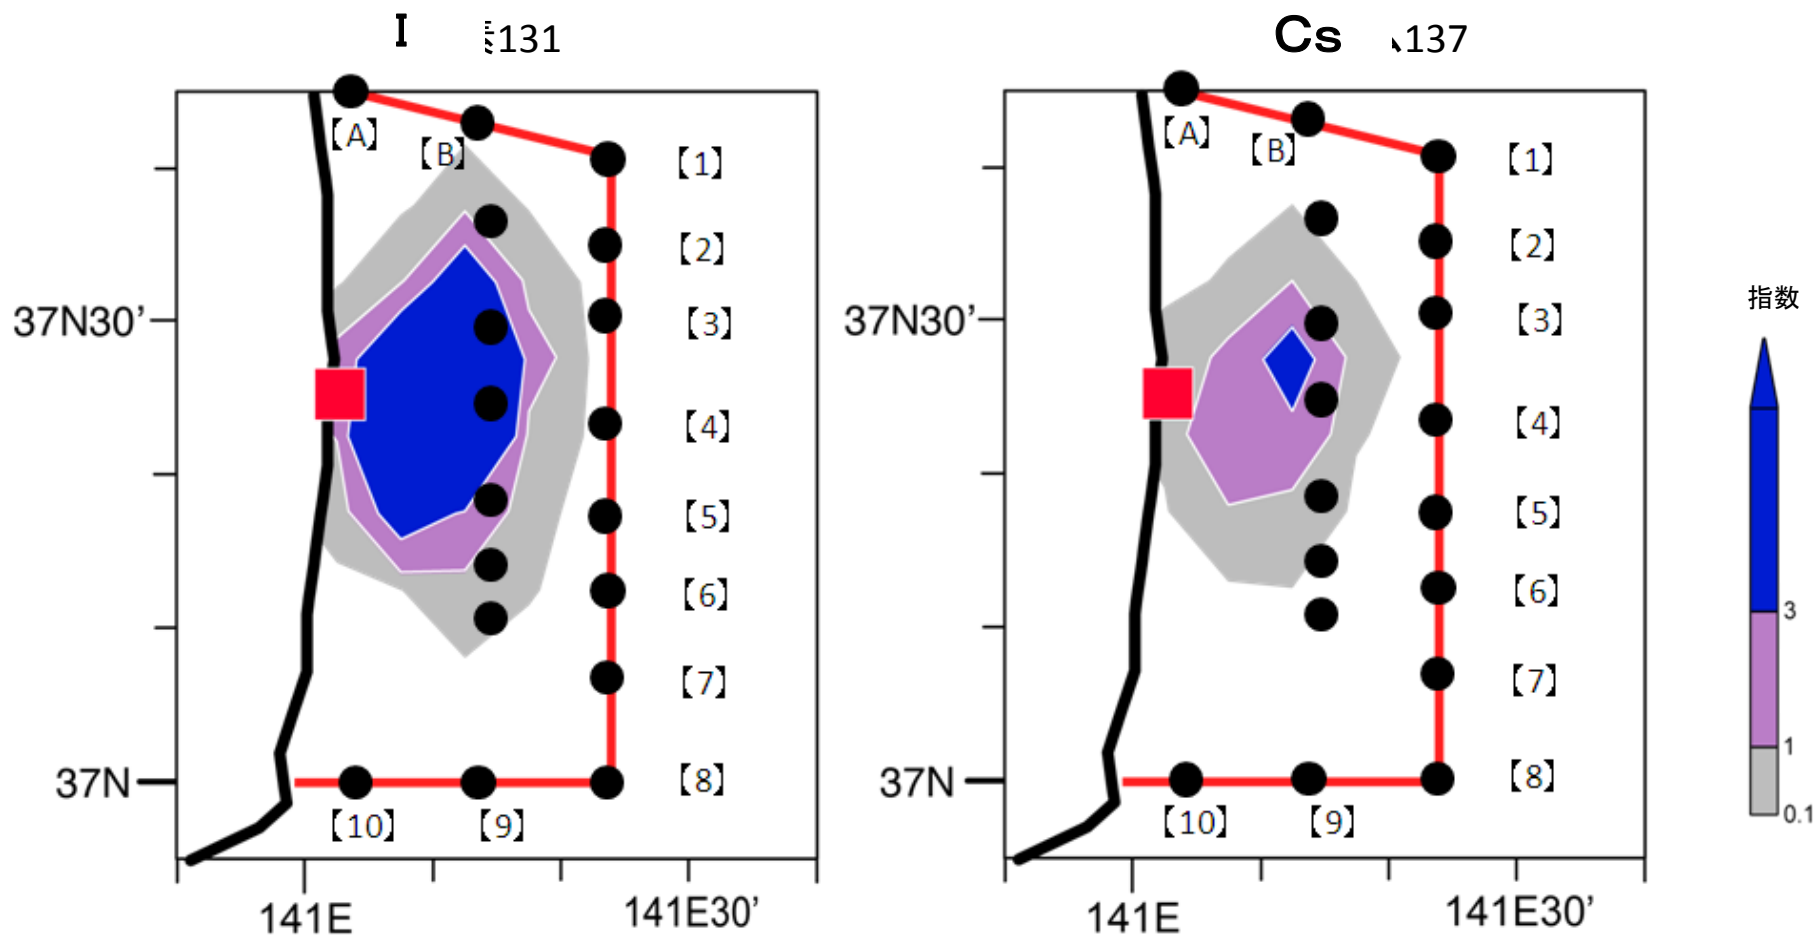 I 131
【A】
【B】
【1】
【2】
【3】
【4】
【5】
【6】
【7】
【8】
【9】
【10】
37N30’
37N
141E
141E30’
Cs 137
【A】
【B】
【1】
【2】
【3】
【4】
【5】
【6】
【7】
【8】
【9】
【10】
37N30’
37N
141E
141E30’
指数
3
1
0.1